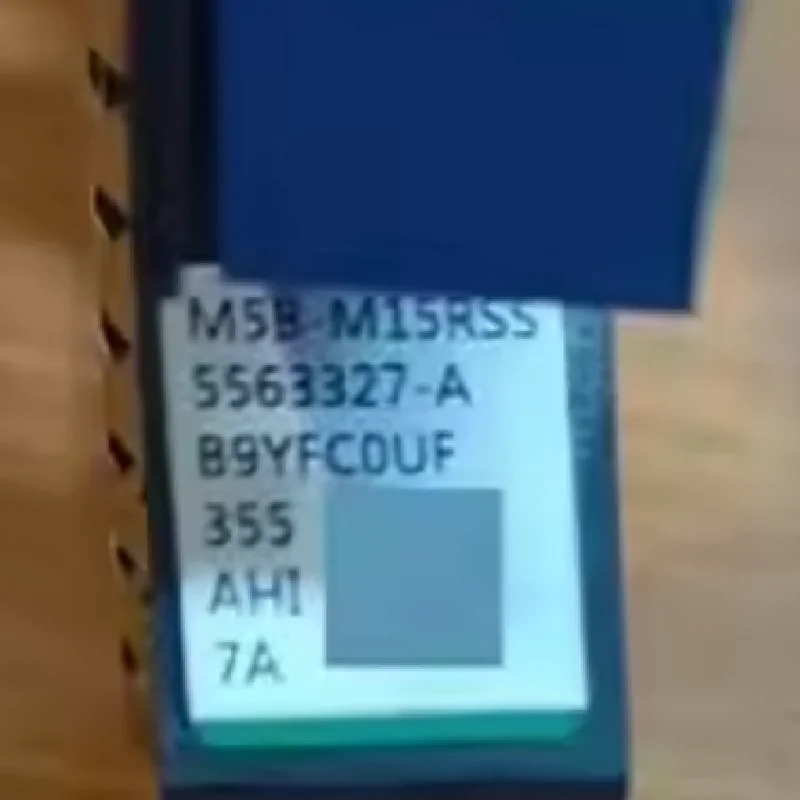 M5B-M15RSS
5563327-A
B9YFC0UF
355
AHI
7A